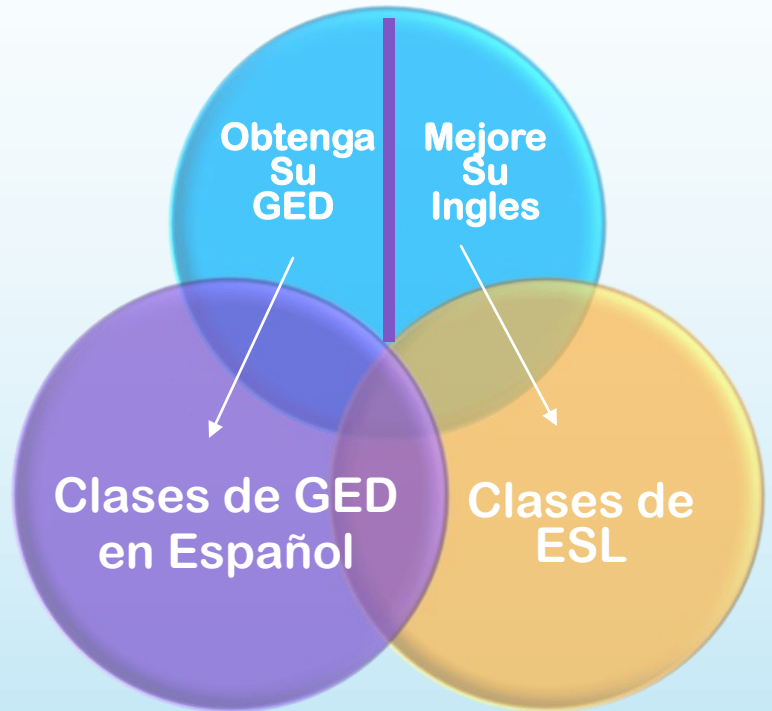 Obtenga
Su
GED
Mejore
Su
Ingles
Clases de GED
en Español
Clases de
ESL